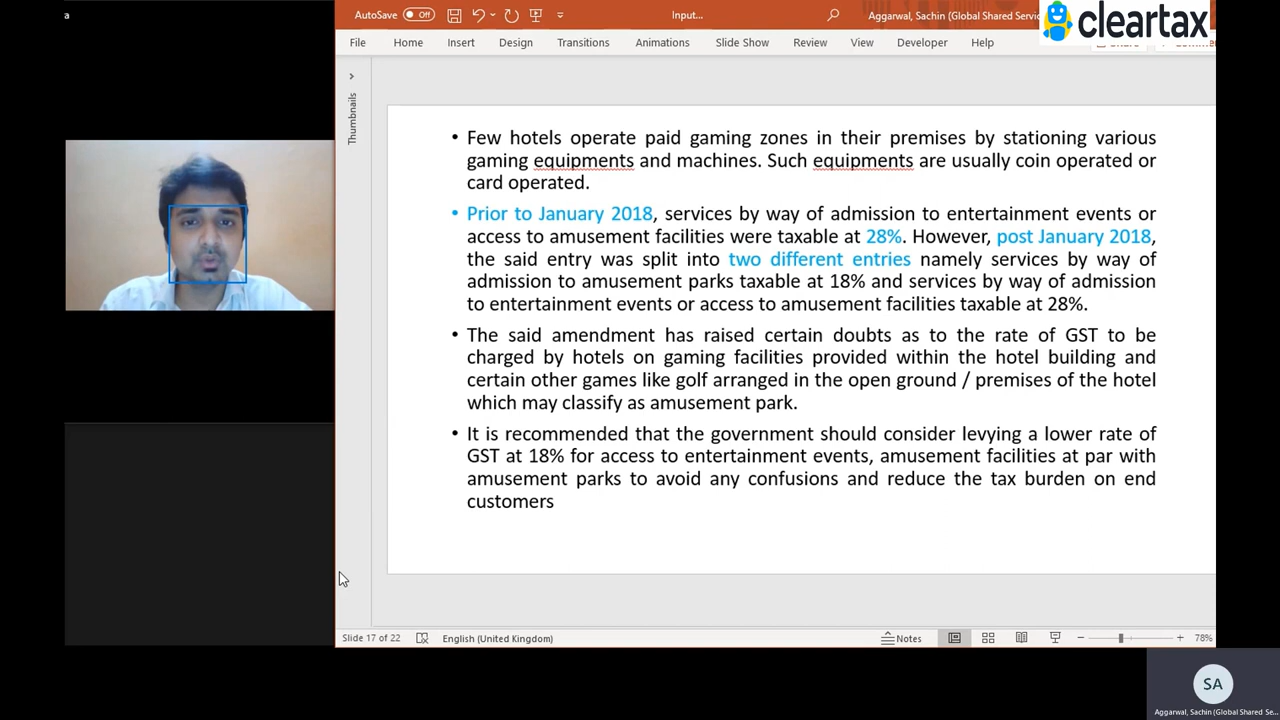 a
AutoSave Off Input... Aggarwal, Sachin (Global Shared Servi
cleartax
File Home Insert Design Transitions Animations Slide Show Review View Developer Help Share
Thumbnails
• Few hotels operate paid gaming zones in their premises by stationing various
gaming equipments and machines. Such equipments are usually coin operated or
card operated.
• Prior to January 2018, services by way of admission to entertainment events or
access to amusement facilities were taxable at 28%. However, post January 2018,
the said entry was split into two different entries namely services by way of
admission to amusement parks taxable at 18% and services by way of admission
to entertainment events or access to amusement facilities taxable at 28%.
• The said amendment has raised certain doubts as to the rate of GST to be
charged by hotels on gaming facilities provided within the hotel building and
certain other games like golf arranged in the open ground / premises of the hotel
which may classify as amusement park.
• It is recommended that the government should consider levying a lower rate of
GST at 18% for access to entertainment events, amusement facilities at par with
amusement parks to avoid any confusions and reduce the tax burden on end
customers
Slide 17 of 22 English (United Kingdom) Notes 78%
SA
Aggarwal, Sachin (Global Shared Se...